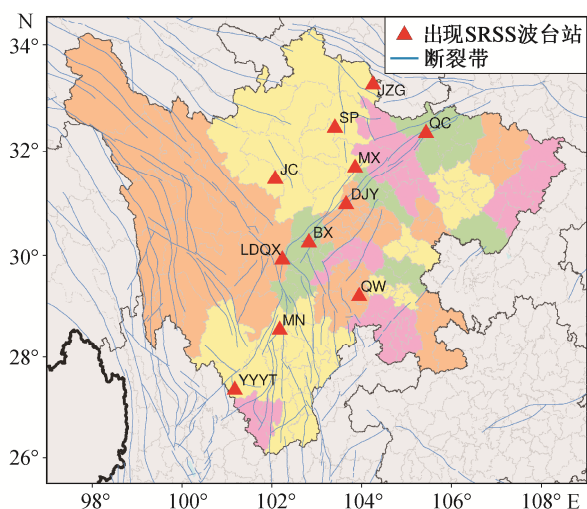 N
出现SRSS波台站
断裂带
34°
32°
30°
28°
26°
JZG
SP
QC
MX
JC
DJY
BX
LDQX
QW
MN
YYYT
98°
100°
102°
104°
106°
108° E